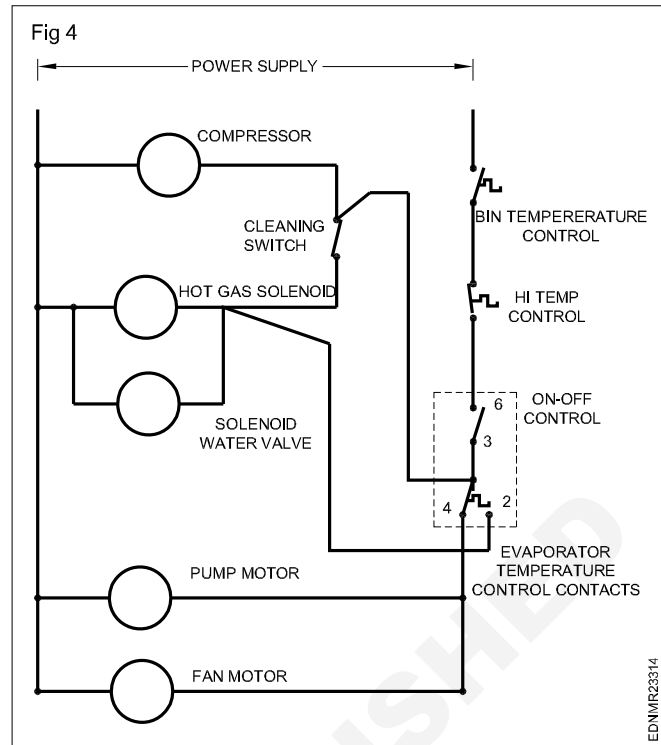 Fig 4
POWER SUPPLY
COMPRESSOR
CLEANING
SWITCH
BIN TEMPERERATURE
CONTROL
HOT GAS SOLENOID
HI TEMP
CONTROL
SOLENOID
WATER VALVE
ON-OFF
CONTROL
6
3
4
2
EVAPORATOR
TEMPERATURE
CONTROL CONTACTS
PUMP MOTOR
FAN MOTOR
EDNMR23314